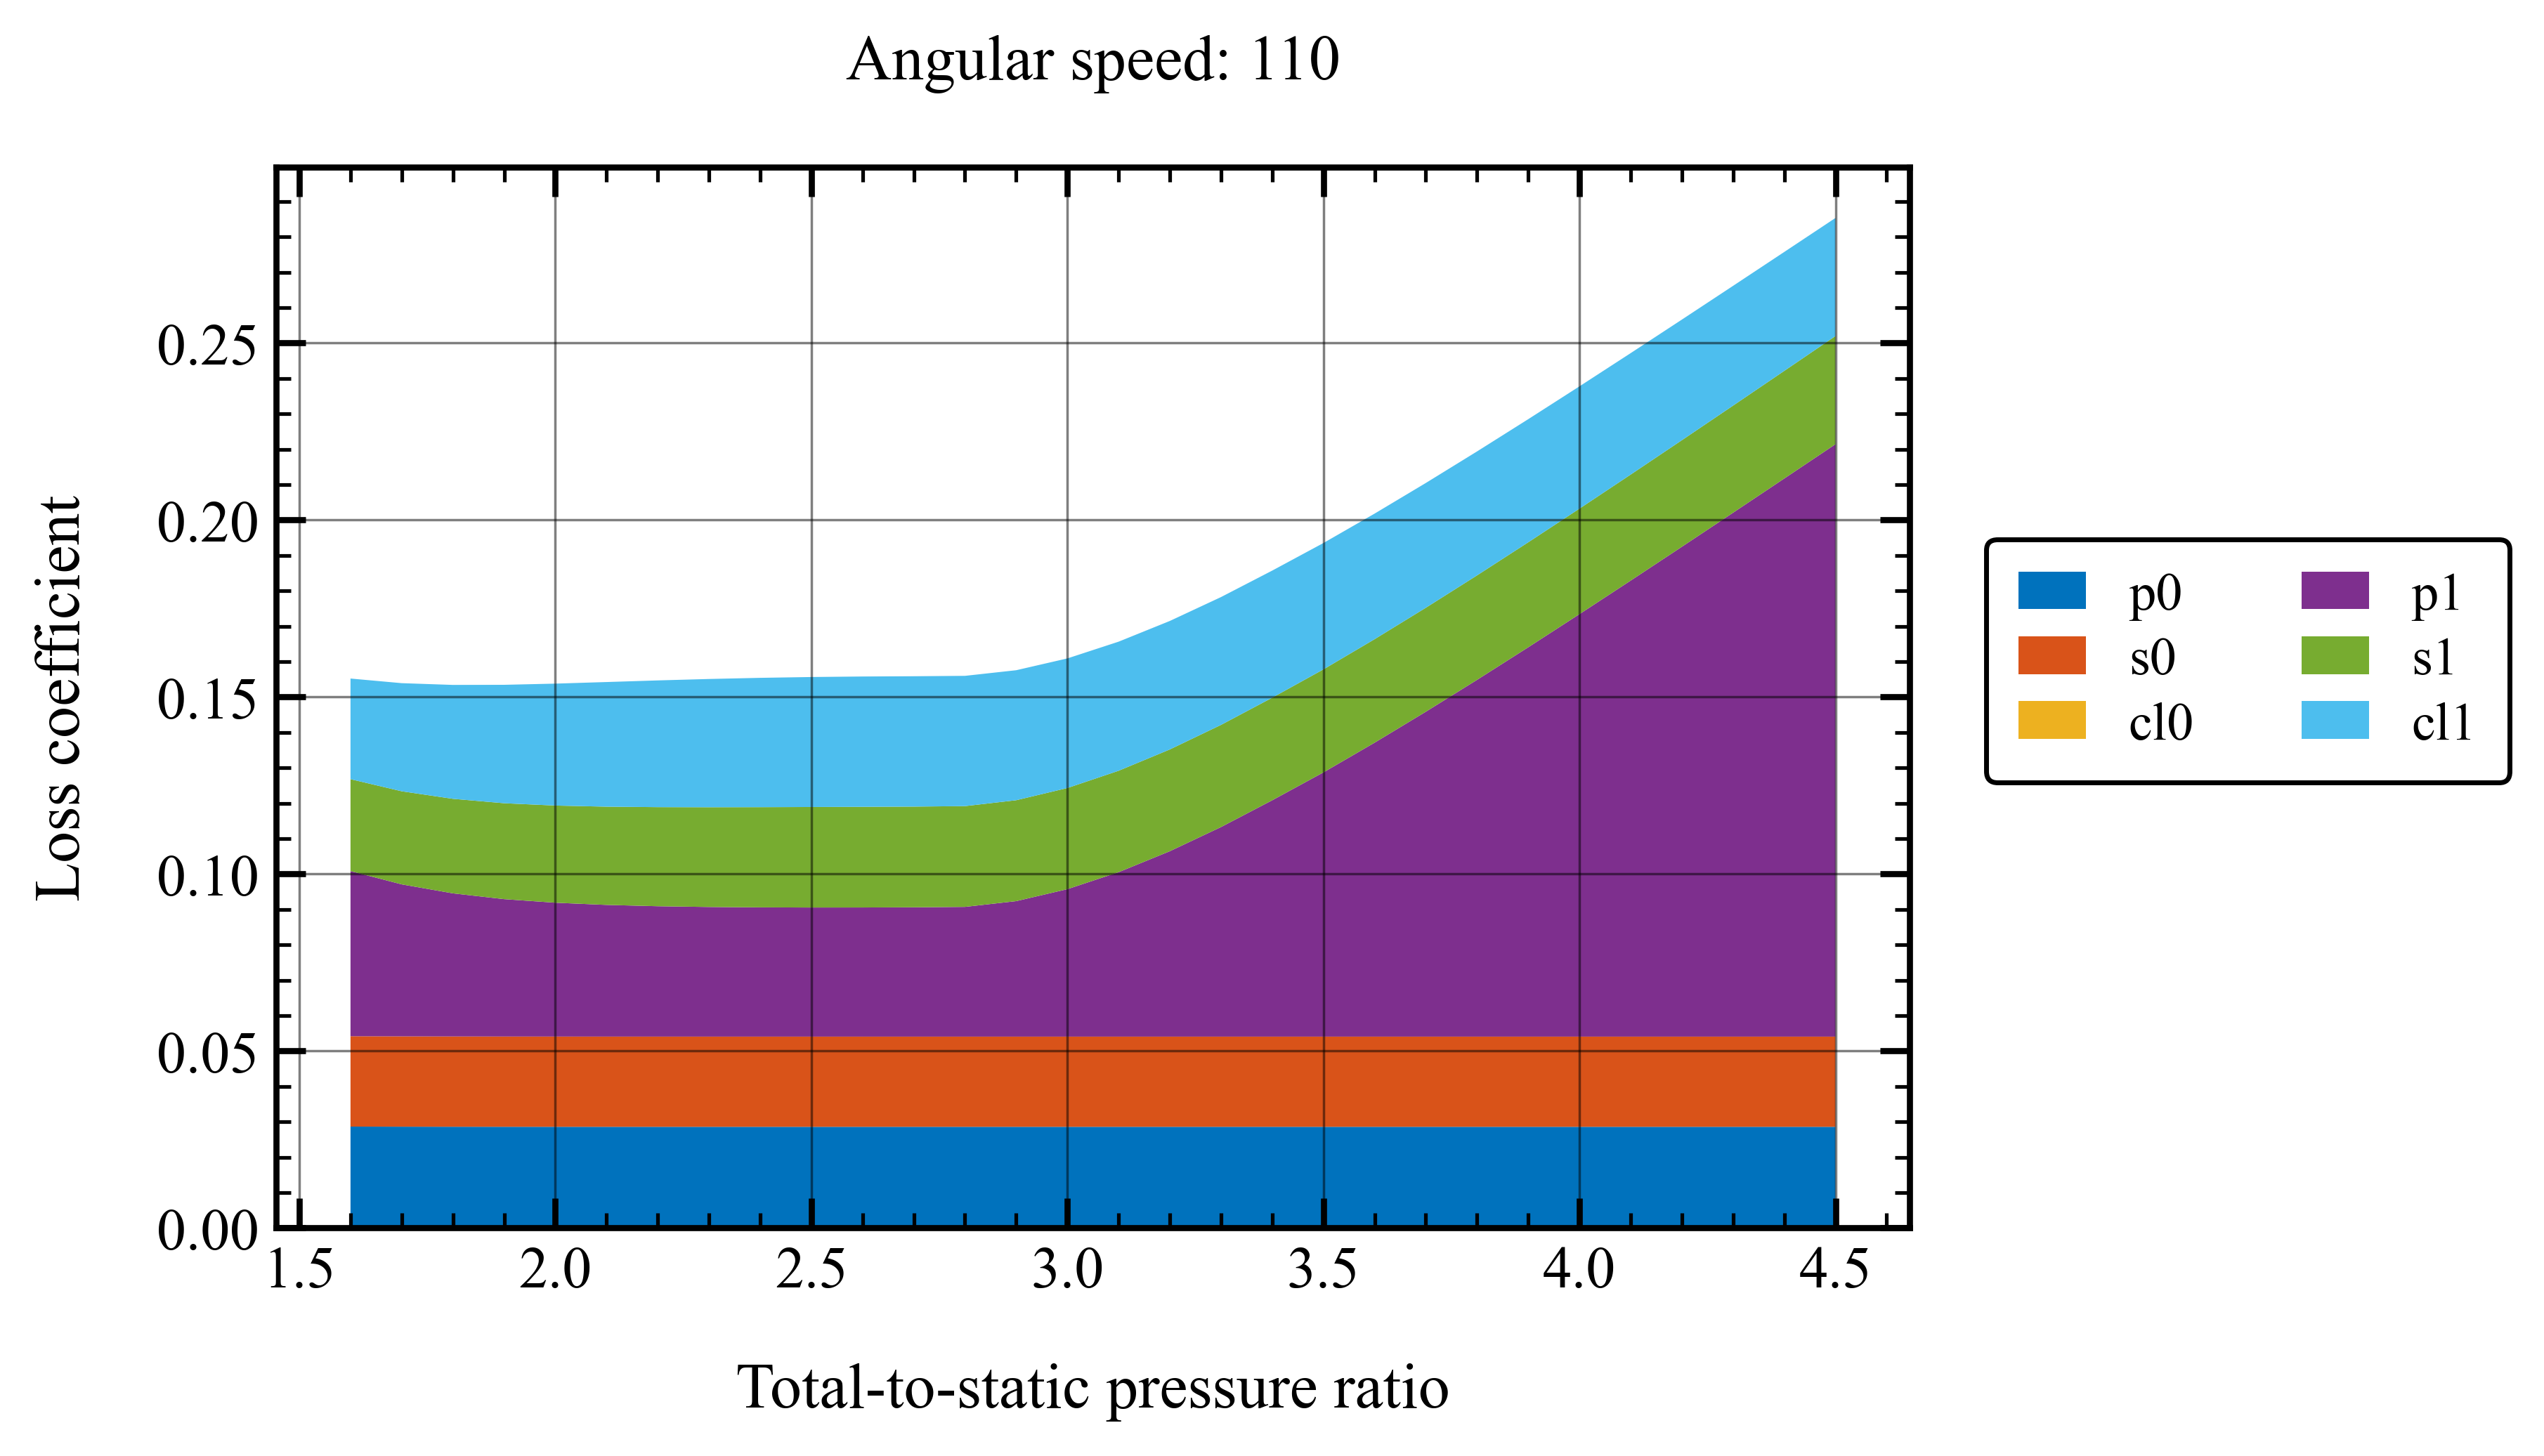 Angular speed: 110
Loss coefficient
0.25
0.20
0.15
0.10
0.05
0.00
1.5 2.0 2.5 3.0 3.5 4.0 4.5
Total-to-static pressure ratio
p0 p1
s0 s1
cl0 cl1